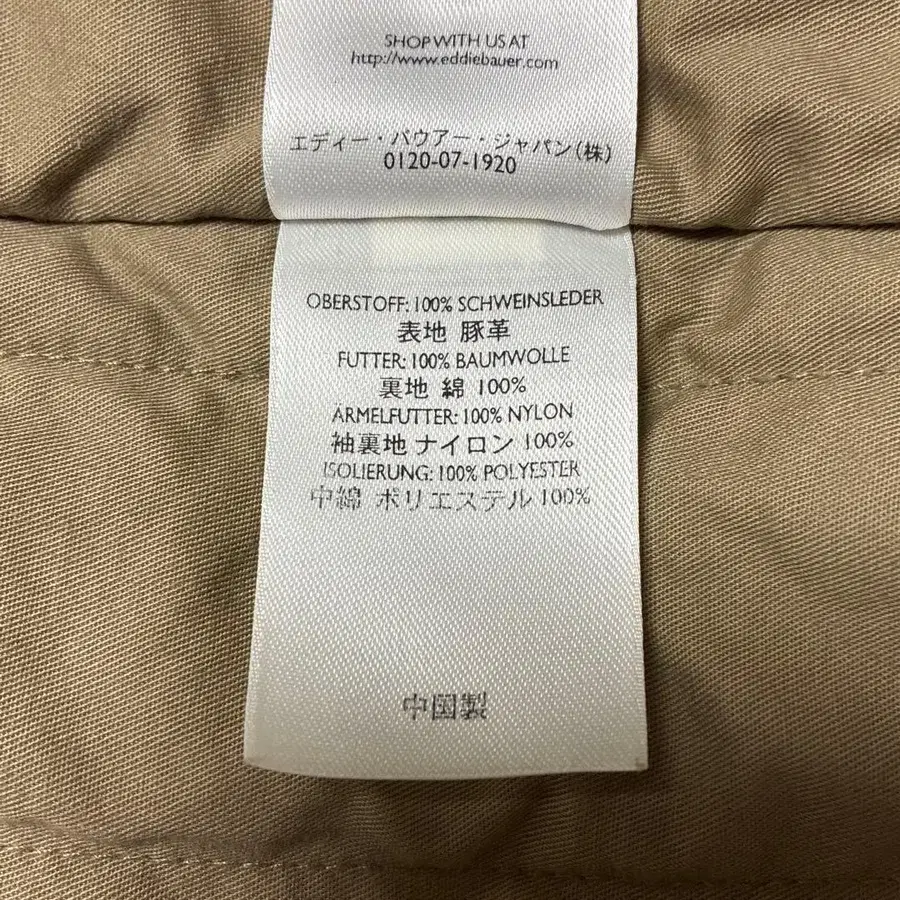 SHOP WITH US AT
http://www.eddiebauer.com
エディー・バウアー・ジャパン(株)
0120-07-1920
OBERSTOFF: 100% SCHWEINSLEDER
表地 豚革
FUTTER: 100% BAUMWOLLE
裏地 綿 100%
ARMELFUTTER: 100% NYLON
袖裏地 ナイロン 100%
ISOLIERUNG: 100% POLYESTER
中綿 ポリエステル 100%
中国製